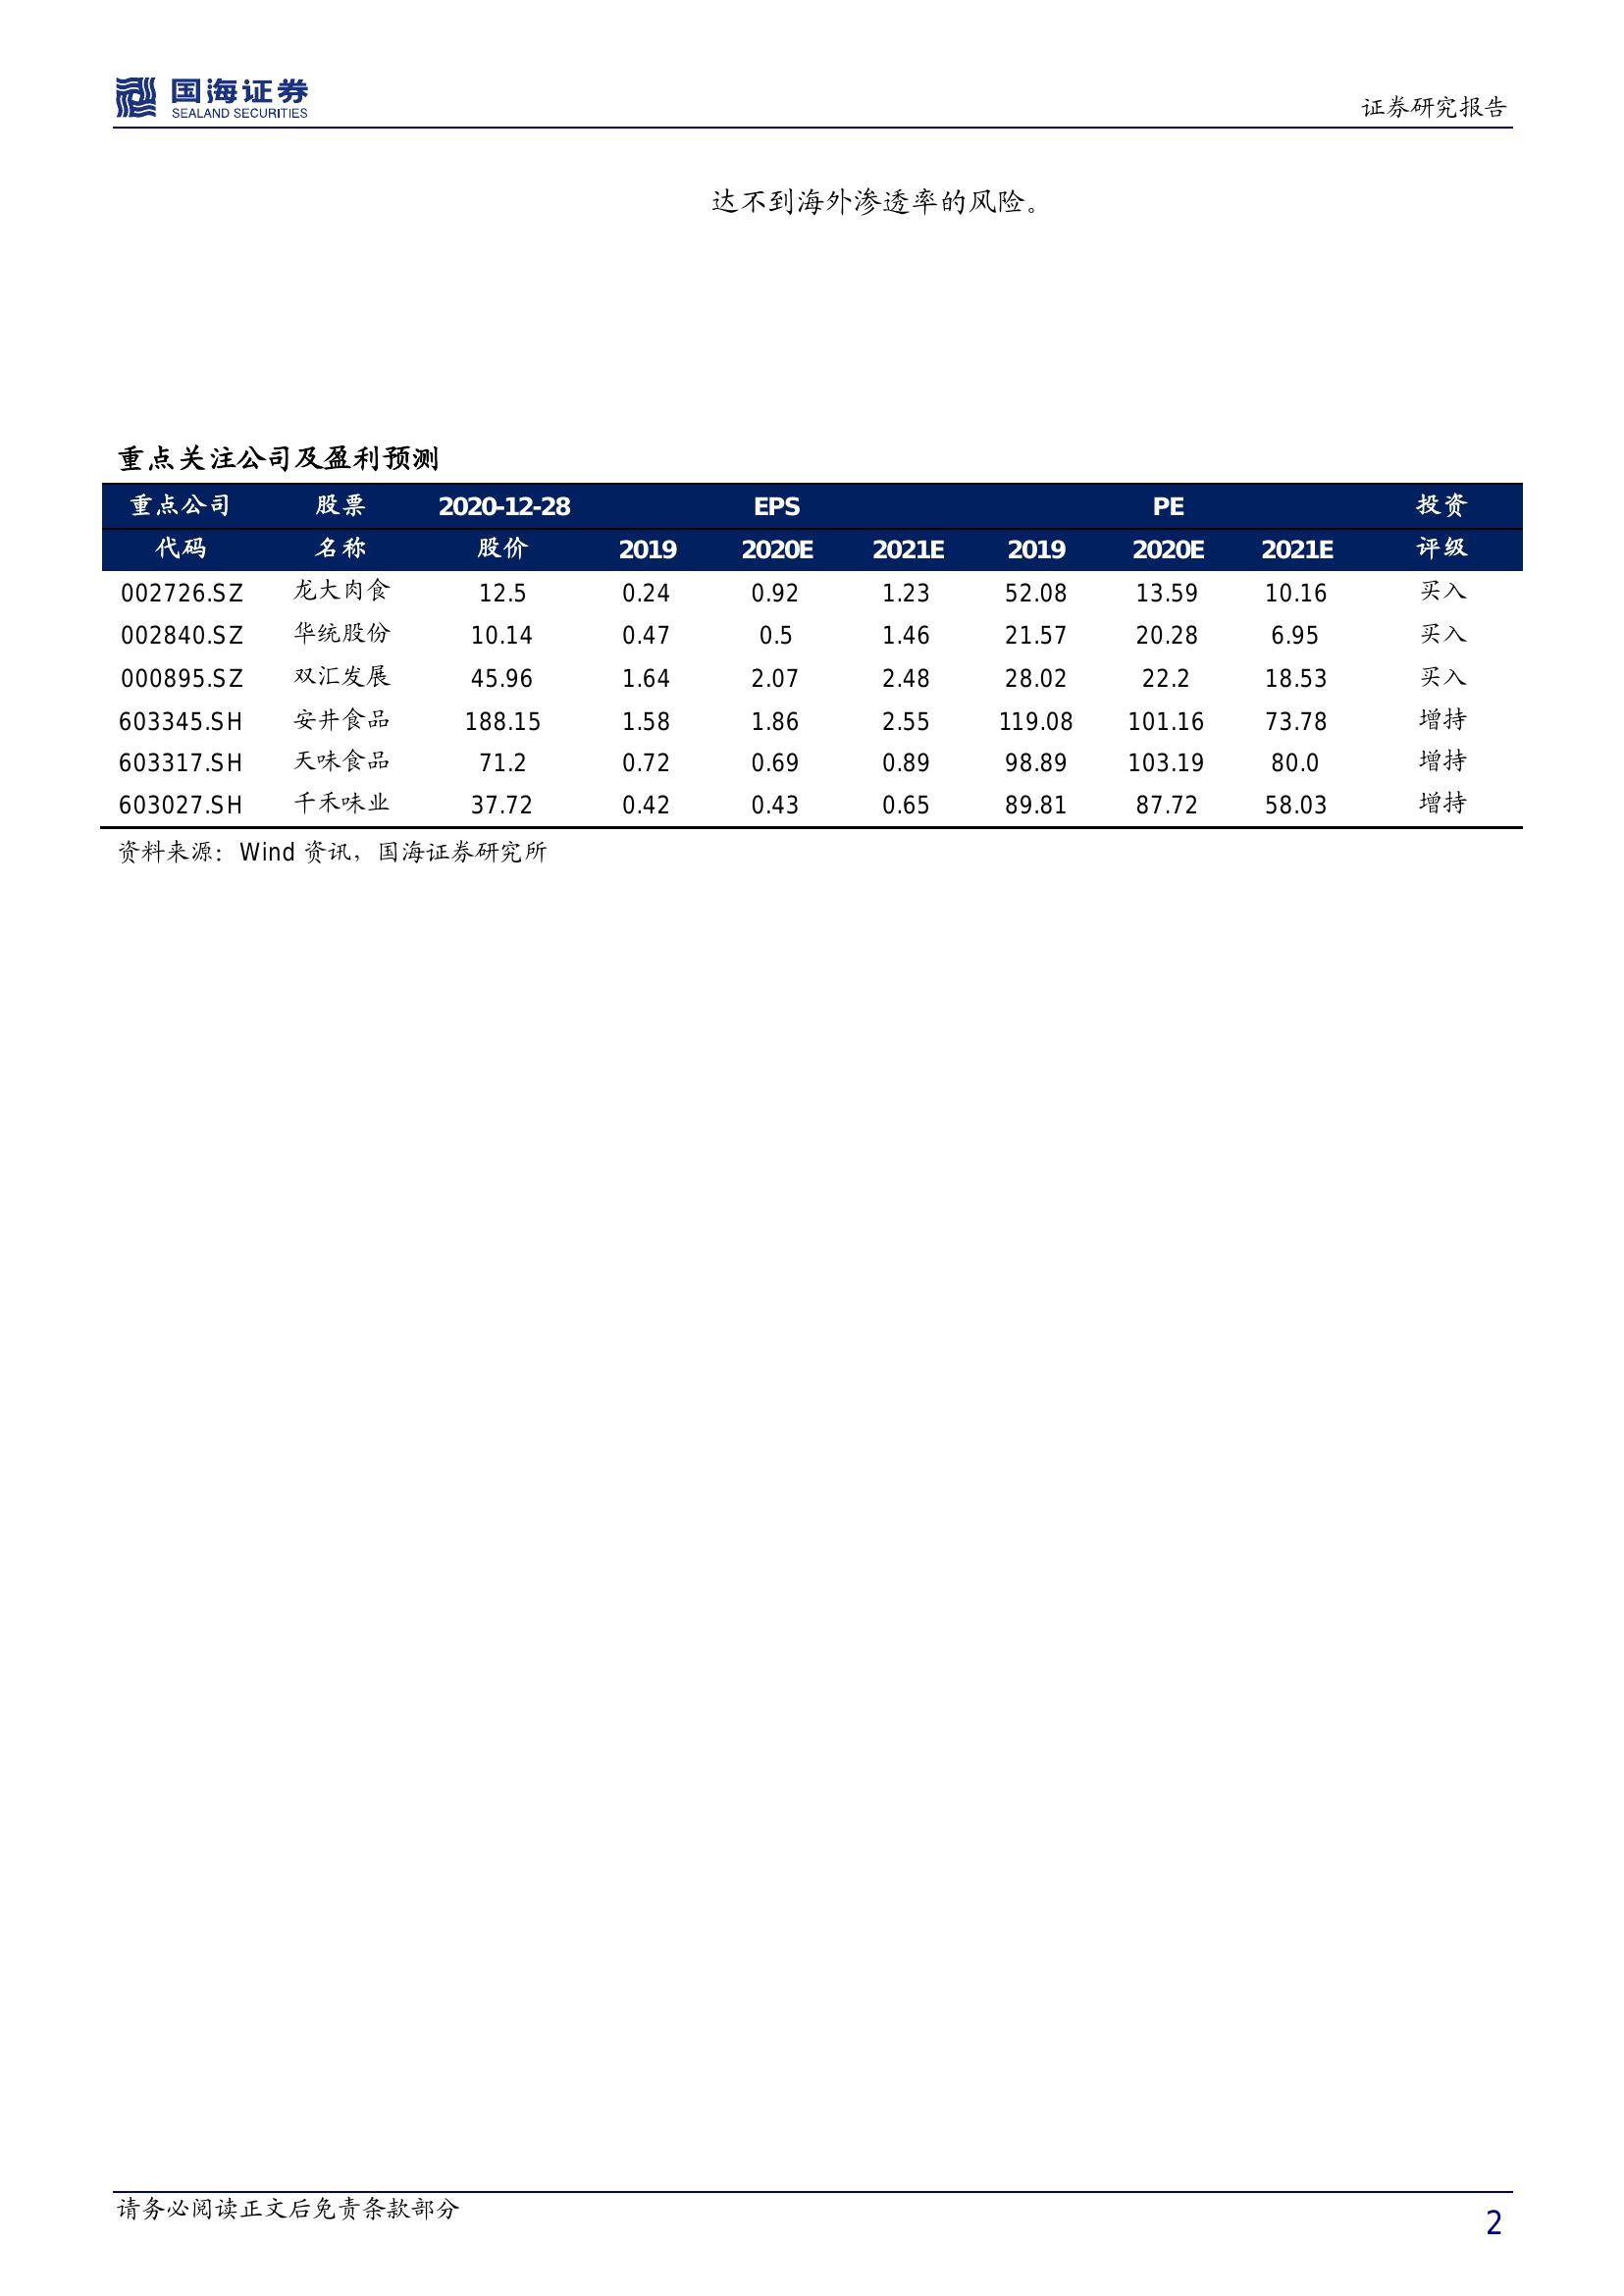 国海证券
SEALAND SECURITIES
证券研究报告
达不到海外渗透率的风险。
重点关注公司及盈利预测
重点公司 股票 2020-12-28 EPS PE 投资
代码 名称 股价 2019 2020E 2021E 2019 2020E 2021E 评级
002726.SZ 龙大肉食 12.5 0.24 0.92 1.23 52.08 13.59 10.16 买入
002840.SZ 华统股份 10.14 0.47 0.5 1.46 21.57 20.28 6.95 买入
000895.SZ 双汇发展 45.96 1.64 2.07 2.48 28.02 22.2 18.53 买入
603345.SH 安井食品 188.15 1.58 1.86 2.55 119.08 101.16 73.78 增持
603317.SH 天味食品 71.2 0.72 0.69 0.89 98.89 103.19 80.0 增持
603027.SH 千禾味业 37.72 0.42 0.43 0.65 89.81 87.72 58.03 增持
资料来源：Wind 资讯，国海证券研究所
请务必阅读正文后免责条款部分
2